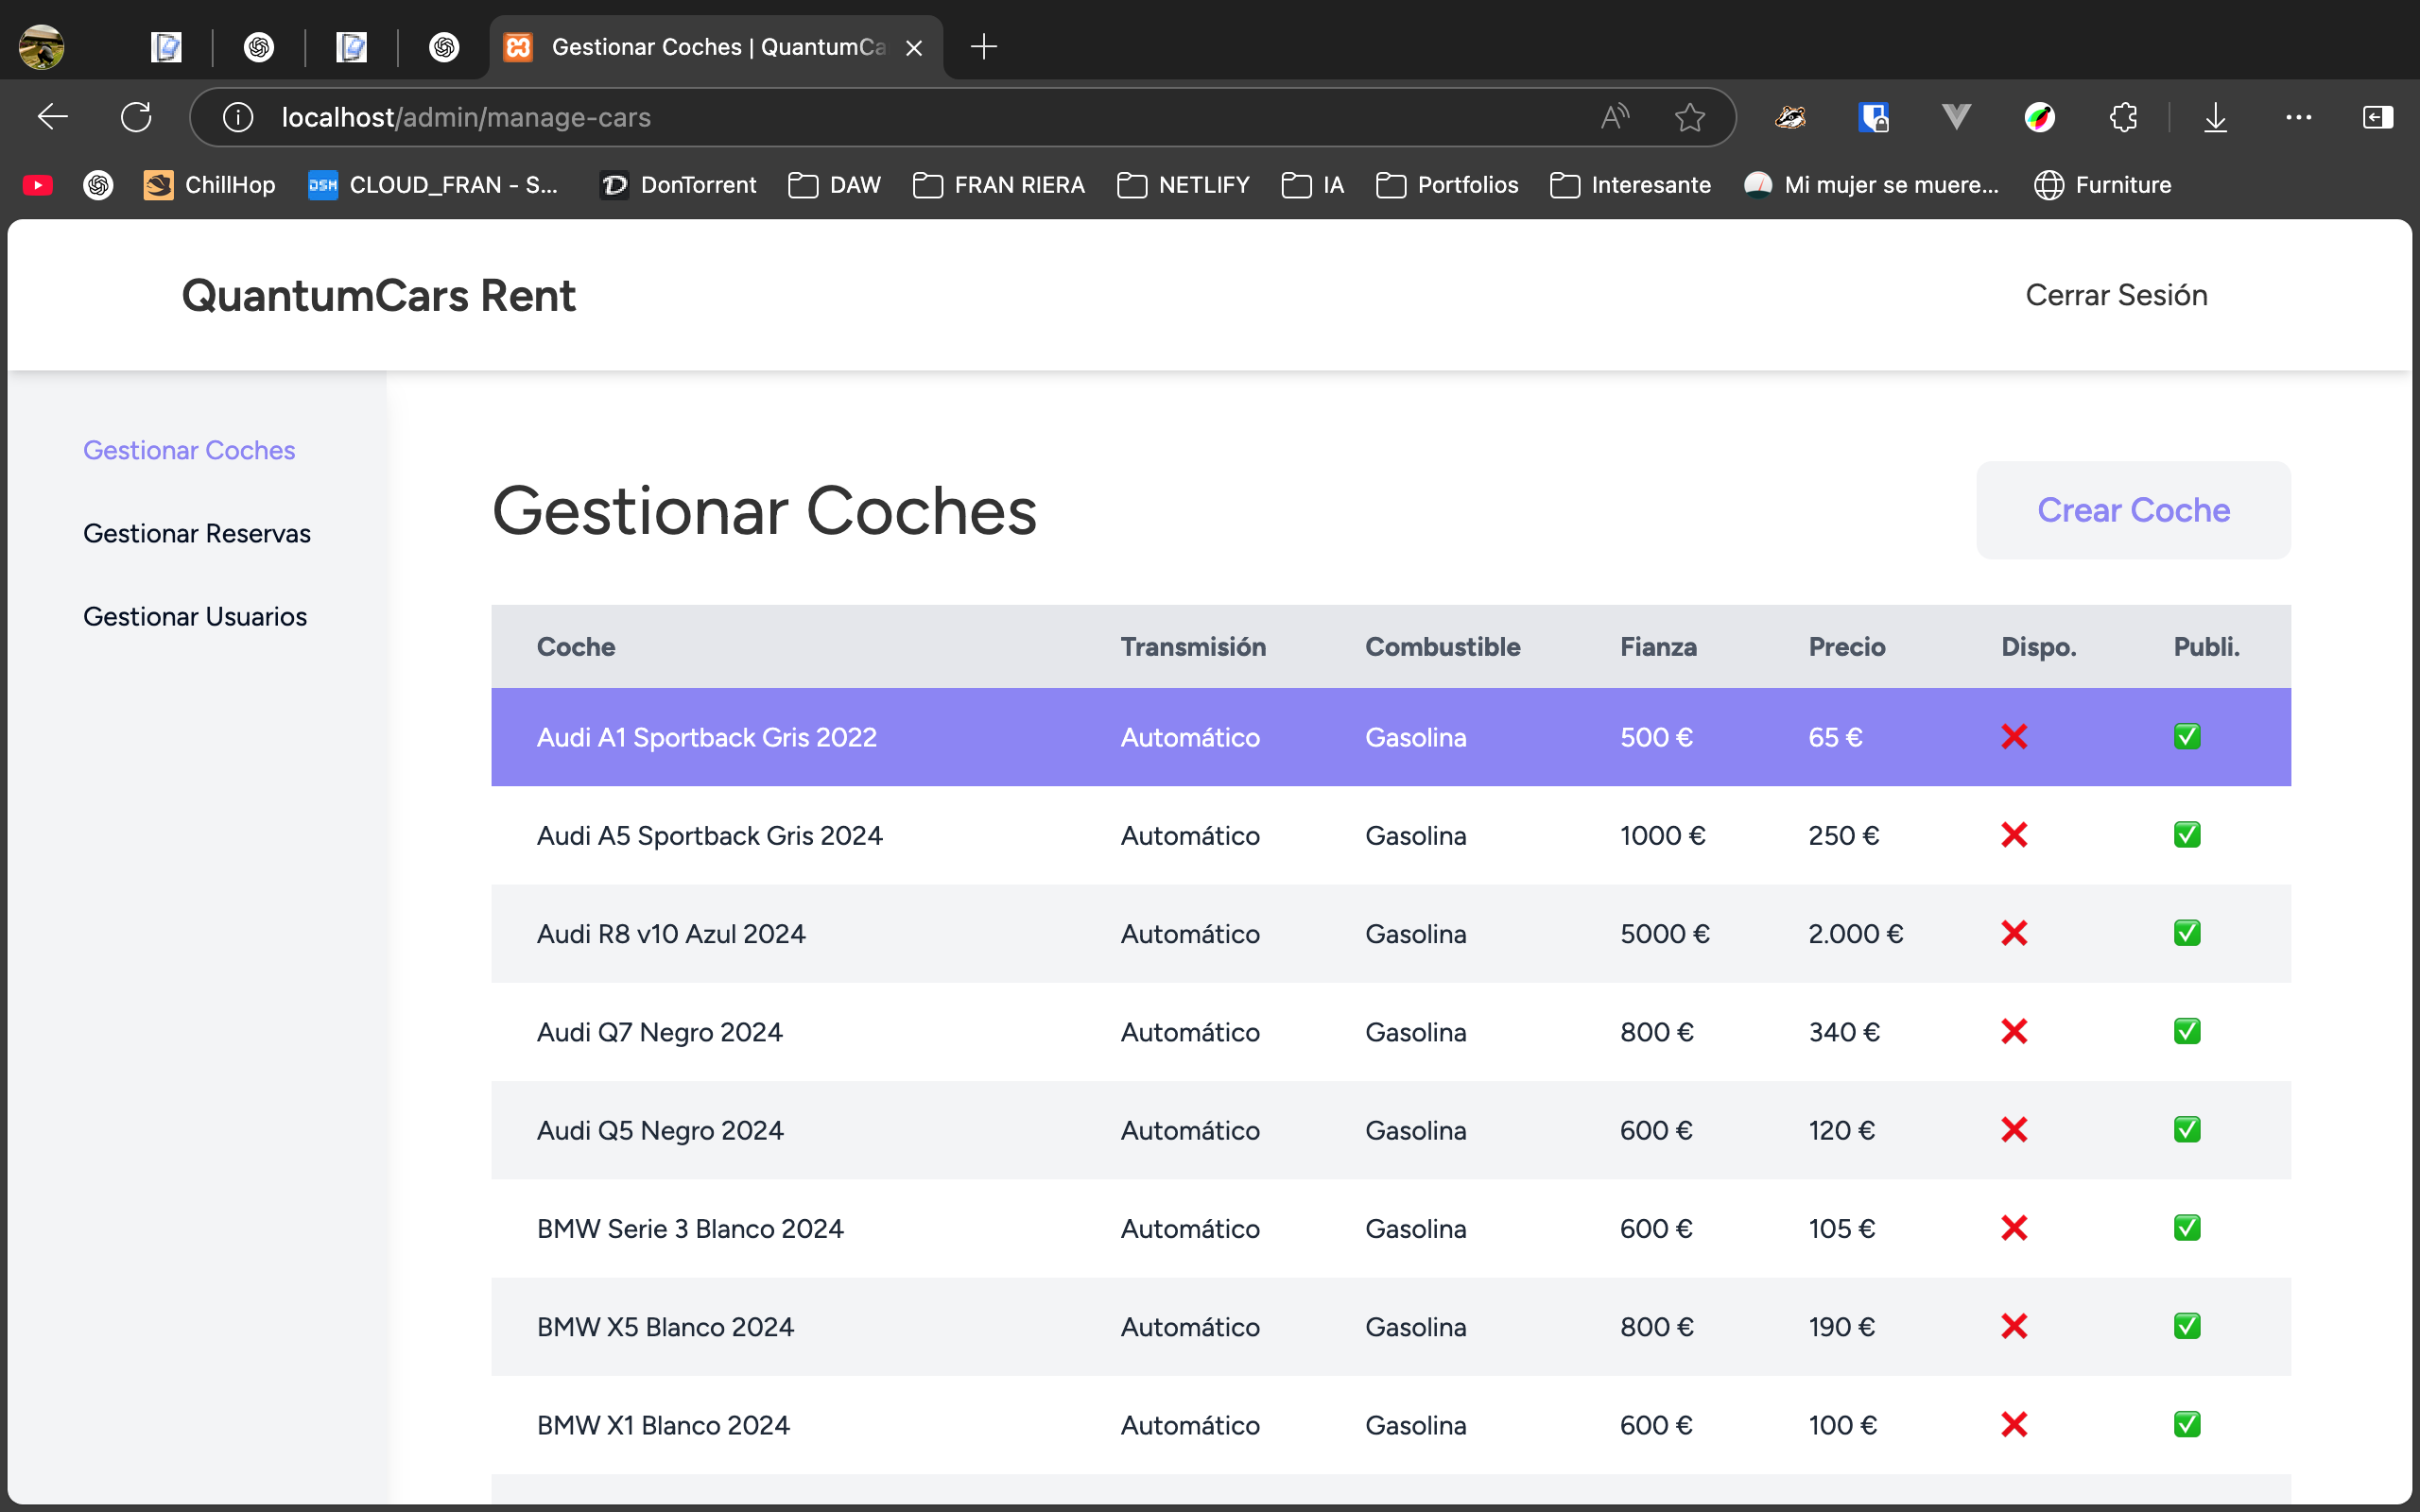 Gestionar Coches | QuantumCa
localhost/admin/manage-cars
ChillHop
DSM CLOUD_FRAN - S...
DonTorrent
DAW
FRAN RIERA
NETLIFY
IA
Portfolios
Interesante
Mi mujer se muere...
Furniture
QuantumCars Rent
Cerrar Sesión
Gestionar Coches
Gestionar Reservas
Gestionar Usuarios
Gestionar Coches
Crear Coche
Coche Transmisión Combustible Fianza Precio Dispo. Publi.
Audi A1 Sportback Gris 2022 Automático Gasolina 500 € 65 € ❌ ✅
Audi A5 Sportback Gris 2024 Automático Gasolina 1000 € 250 € ❌ ✅
Audi R8 v10 Azul 2024 Automático Gasolina 5000 € 2.000 € ❌ ✅
Audi Q7 Negro 2024 Automático Gasolina 800 € 340 € ❌ ✅
Audi Q5 Negro 2024 Automático Gasolina 600 € 120 € ❌ ✅
BMW Serie 3 Blanco 2024 Automático Gasolina 600 € 105 € ❌ ✅
BMW X5 Blanco 2024 Automático Gasolina 800 € 190 € ❌ ✅
BMW X1 Blanco 2024 Automático Gasolina 600 € 100 € ❌ ✅